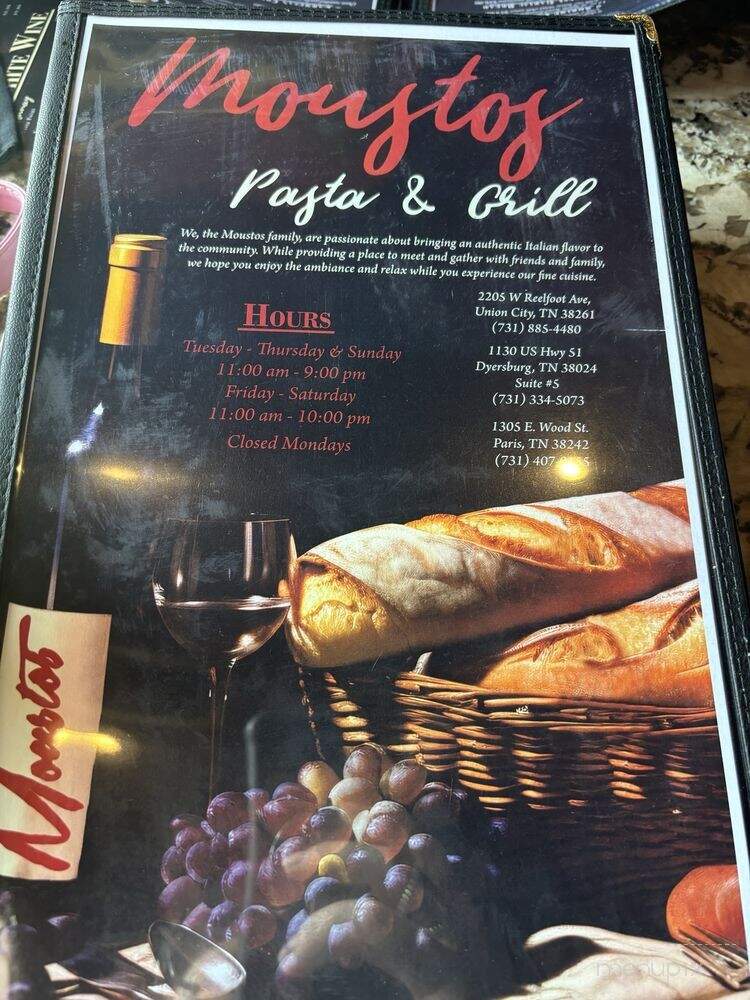 WHITE WINE
Moustos
Pasta & Grill
We, the Moustos family, are passionate about bringing an authentic Italian flavor to
the community. While providing a place to meet and gather with friends and family,
we hope you enjoy the ambiance and relax while you experience our fine cuisine.
HOURS
Tuesday - Thursday & Sunday
11:00 am - 9:00 pm
Friday - Saturday
11:00 am - 10:00 pm
Closed Mondays
2205 W Reelfoot Ave,
Union City, TN 38261
(731) 885-4480
1130 US Hwy 51
Dyersburg, TN 38024
Suite #5
(731) 334-5073
1305 E. Wood St.
Paris, TN 38242
(731)
Moustos